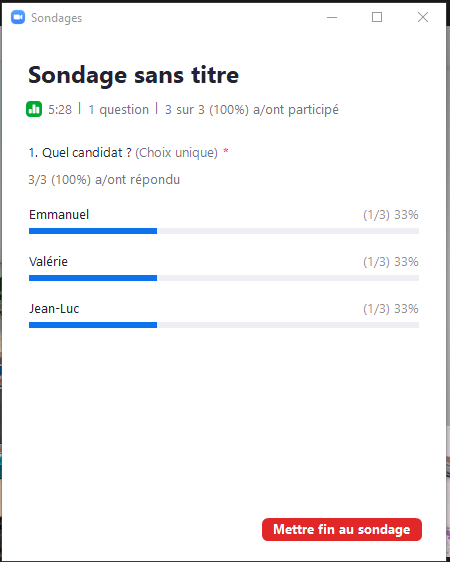 Sondages
Sondage sans titre
5:28 | 1 question | 3 sur 3 (100%) a/ont participé
1. Quel candidat ? (Choix unique) *
3/3 (100%) a/ont répondu
Emmanuel (1/3) 33%
Valérie (1/3) 33%
Jean-Luc (1/3) 33%
Mettre fin au sondage